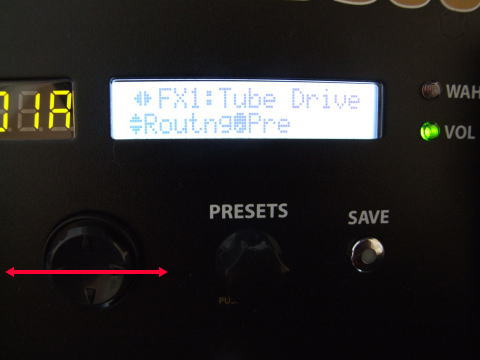 FX1:Tube Drive
Routng:Pre
01A
WAH
VOL
PRESETS
SAVE